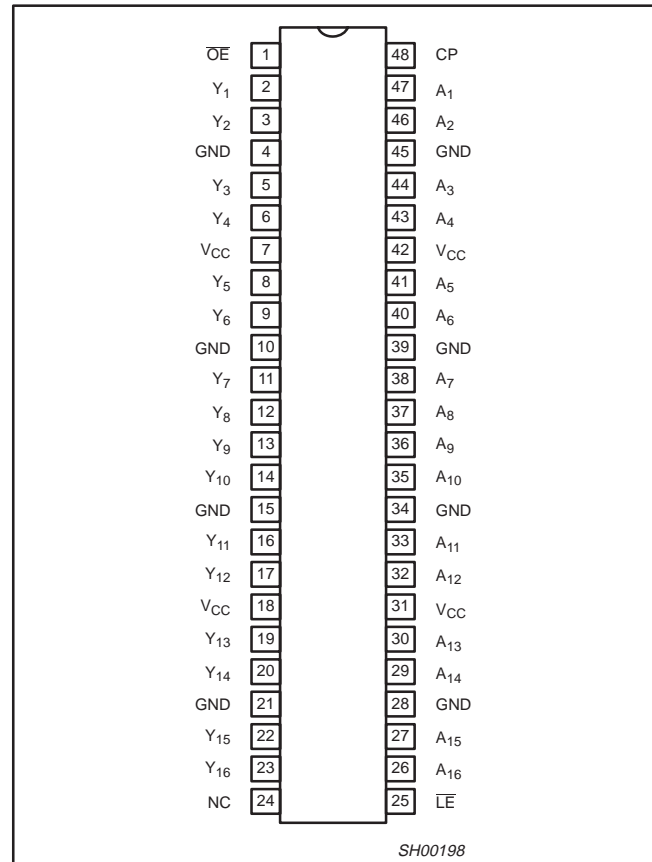 O̅E̅ 1 48 CP
Y1 2 47 A1
Y2 3 46 A2
GND 4 45 GND
Y3 5 44 A3
Y4 6 43 A4
VCC 7 42 VCC
Y5 8 41 A5
Y6 9 40 A6
GND 10 39 GND
Y7 11 38 A7
Y8 12 37 A8
Y9 13 36 A9
Y10 14 35 A10
GND 15 34 GND
Y11 16 33 A11
Y12 17 32 A12
VCC 18 31 VCC
Y13 19 30 A13
Y14 20 29 A14
GND 21 28 GND
Y15 22 27 A15
Y16 23 26 A16
NC 24 25 L̅E̅
SH00198